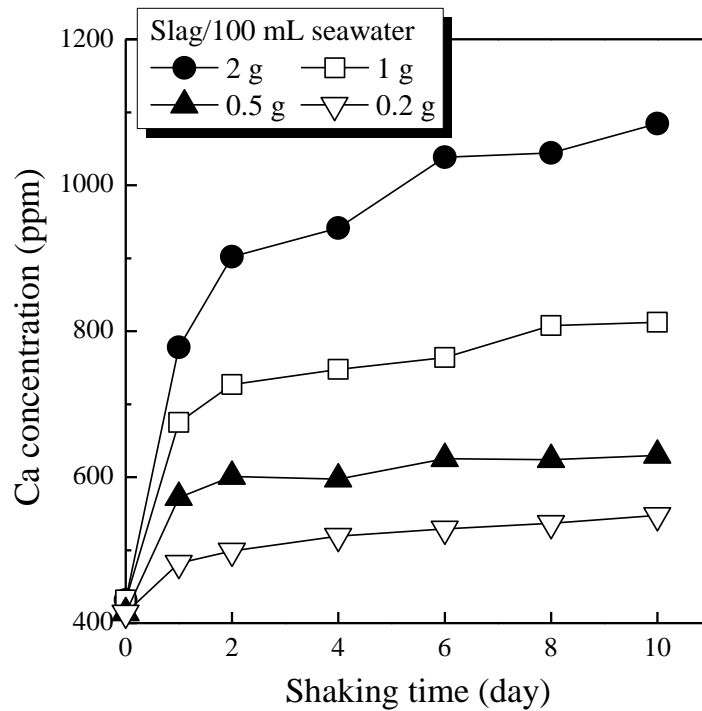 Slag/100 mL seawater
2 g 1 g
0.5 g 0.2 g
1200
1000
800
600
400
Ca concentration (ppm)
0 2 4 6 8 10
Shaking time (day)